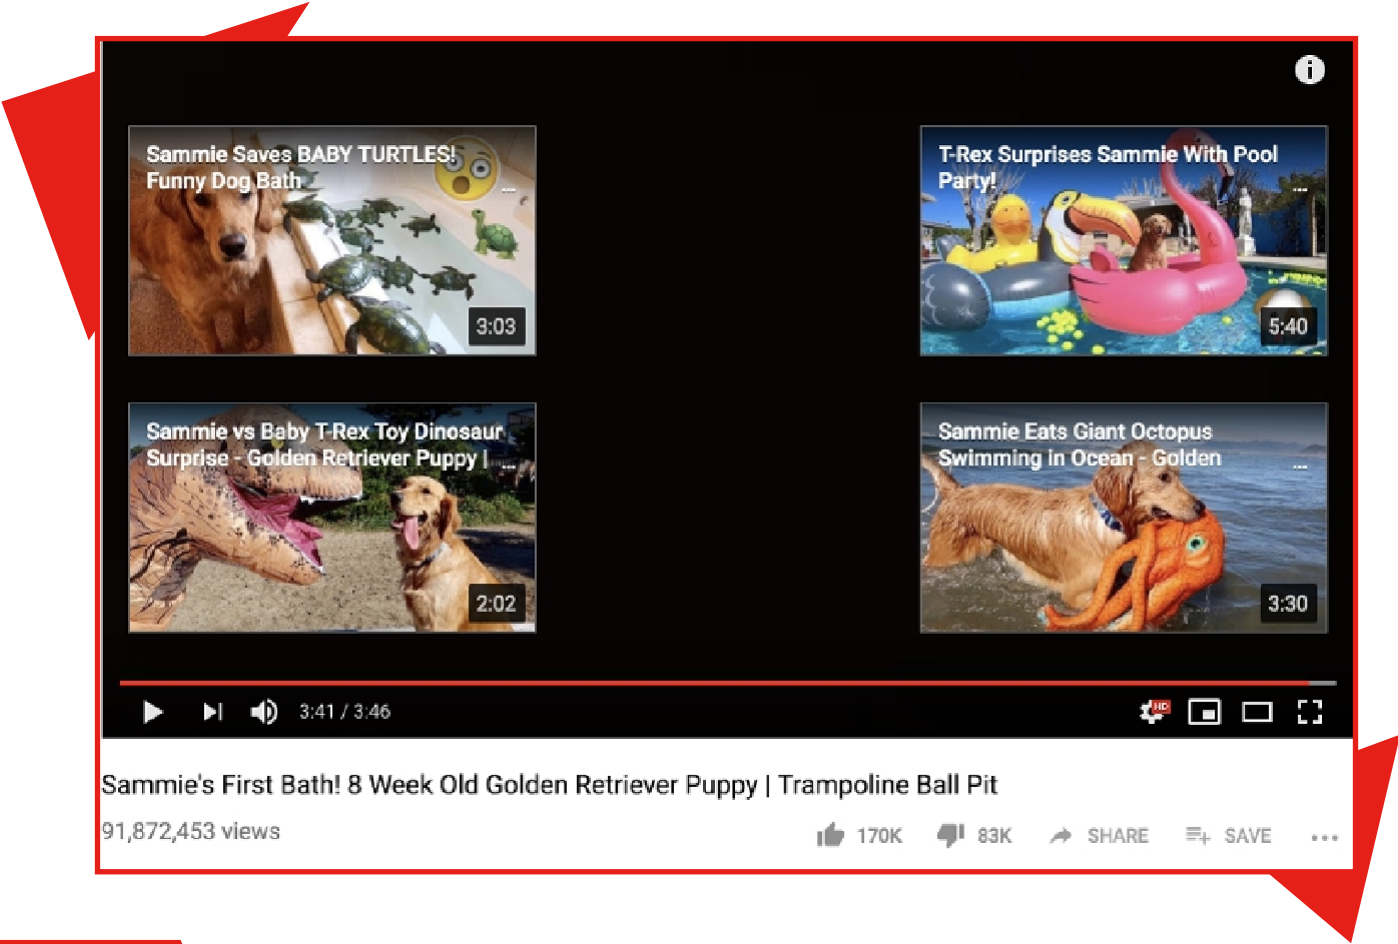 Sammie Saves BABY TURTLES!
Funny Dog Bath
...
3:03
T-Rex Surprises Sammie With Pool
Party!
...
5:40
Sammie vs Baby T-Rex Toy Dinosaur
Surprise - Golden Retriever Puppy | ...
2:02
Sammie Eats Giant Octopus
Swimming in Ocean - Golden
...
3:30
3:41 / 3:46
HD
Sammie's First Bath! 8 Week Old Golden Retriever Puppy | Trampoline Ball Pit
91,872,453 views
170K
83K
SHARE
SAVE